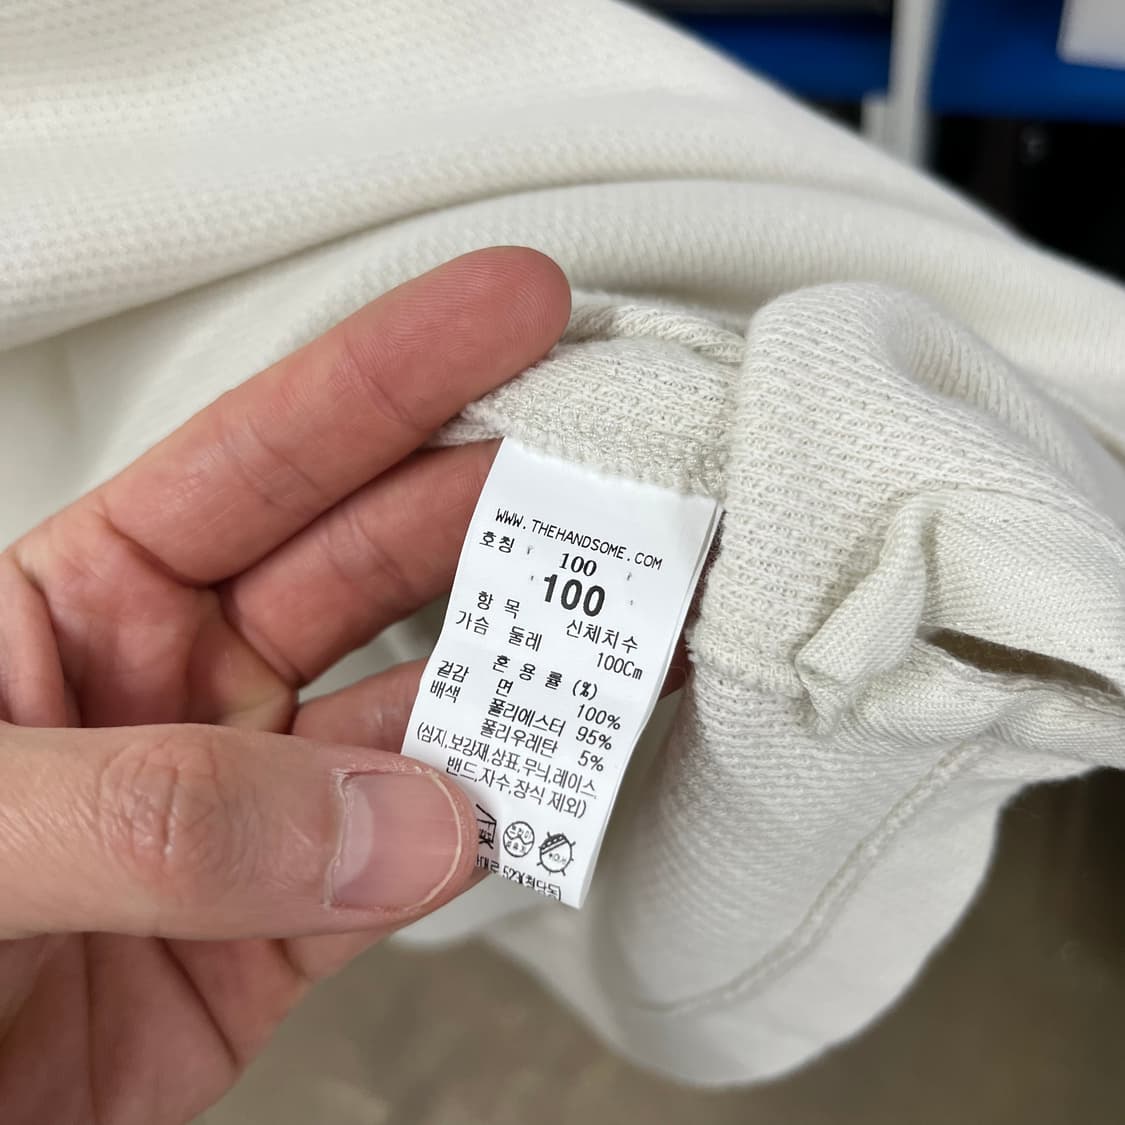 WWW.THEHANDSOME.COM
호칭 100
100
항 목 신체치수
가슴 둘레 100Cm
혼 용 률 (%)
겉감 면 100%
배색 폴리에스터 95%
폴리우레탄 5%
(심지,보강재,상표,무늬,레이스,
밴드,자수,장식 제외)